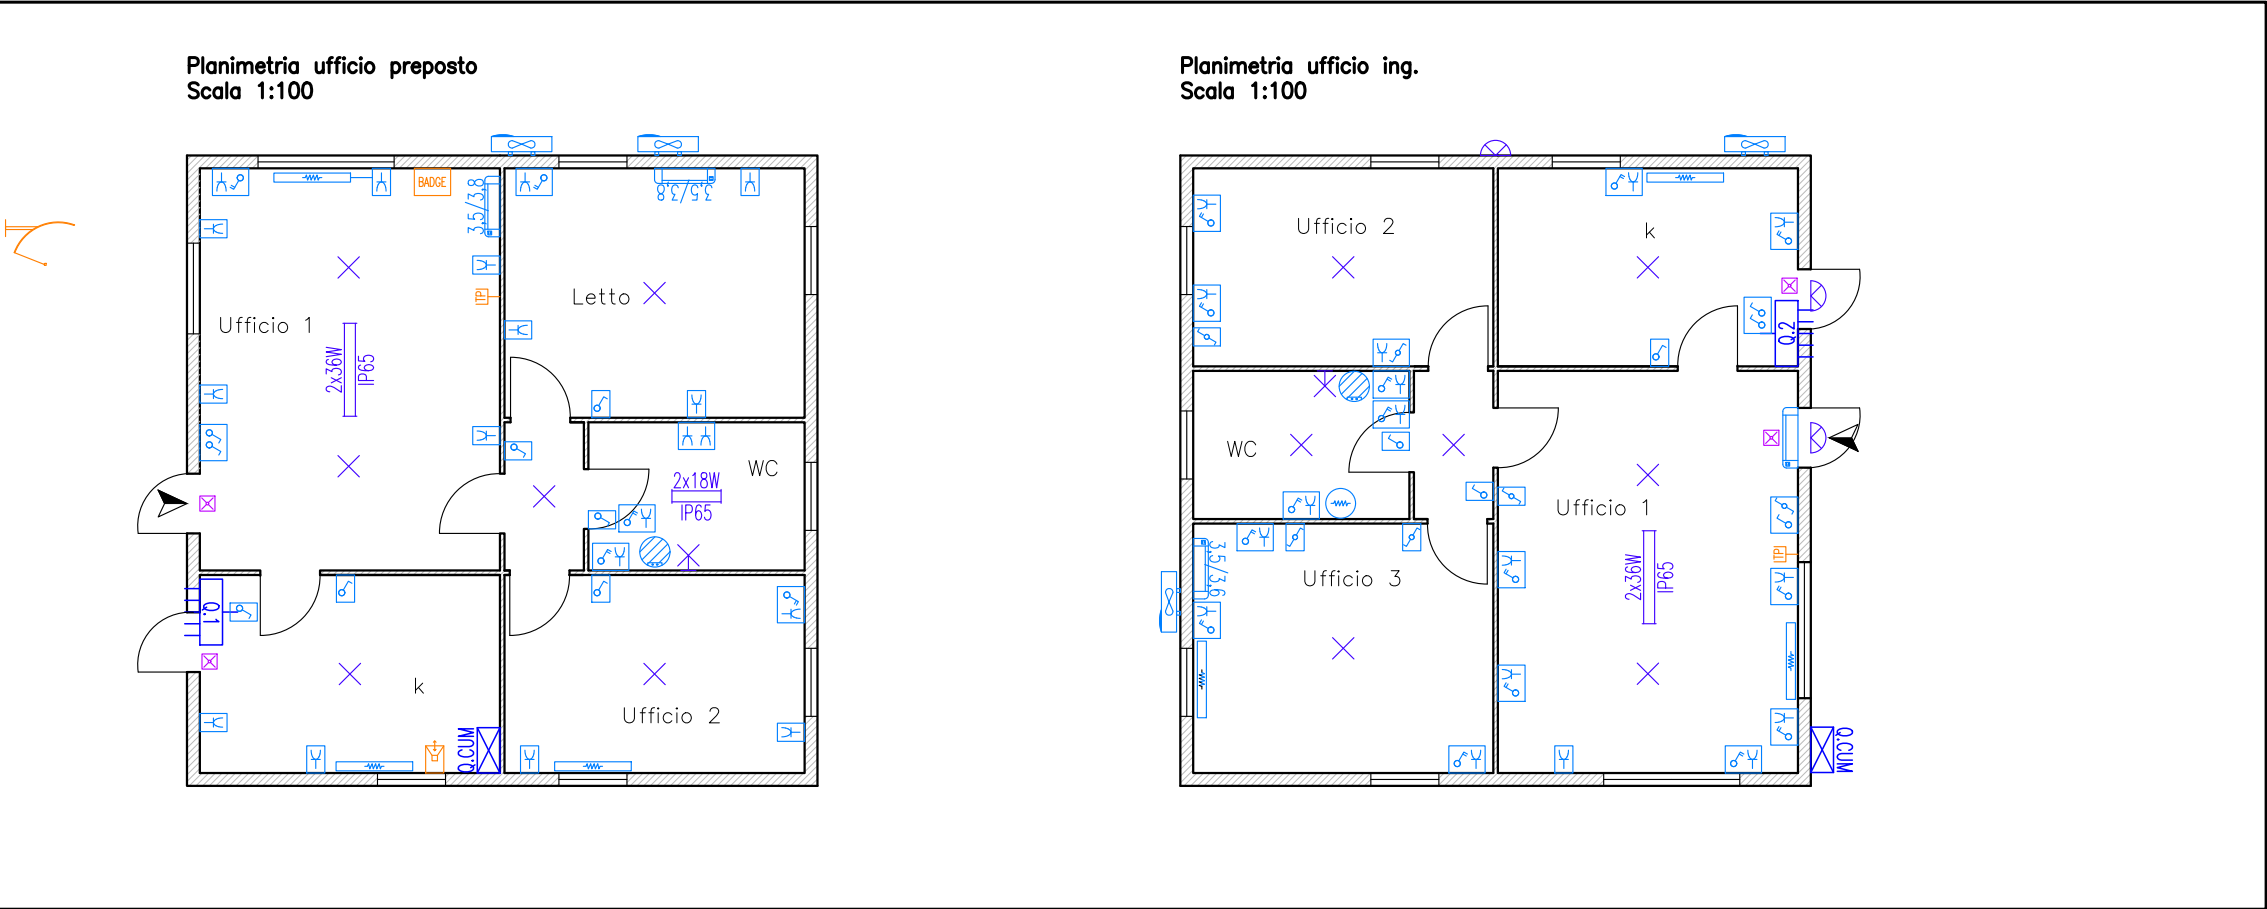 Planimetria ufficio preposto
Scala 1:100
BADGE
3,5/3,8
3,5/3,8
TP
Letto
Ufficio 1
2x36W
IP65
WC
2x18W
IP65
Q.1
k
Ufficio 2
Q.CUM
Planimetria ufficio ing.
Scala 1:100
Ufficio 2
k
Q.2
WC
Ufficio 1
TP
3,5/3,6
Ufficio 3
2x36W
IP65
Q.CUM